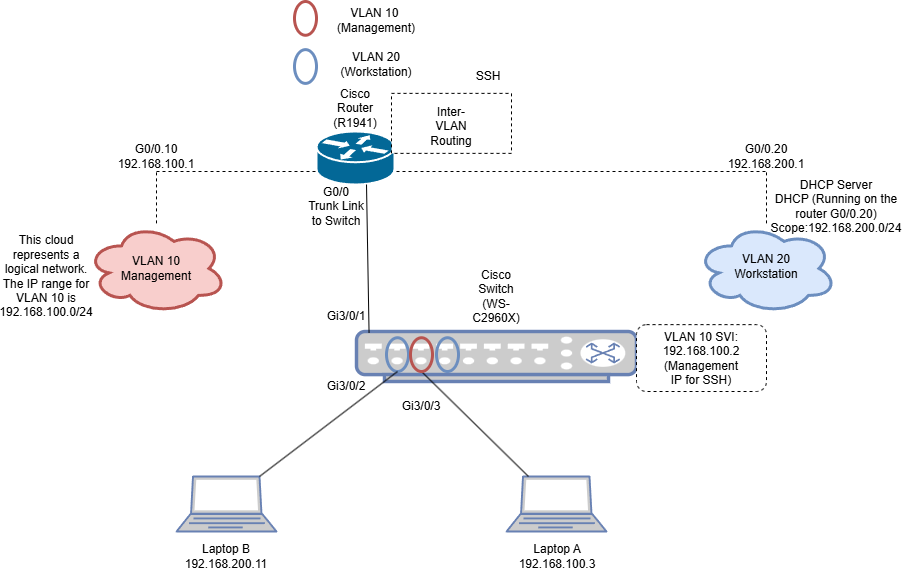 VLAN 10
(Management)
VLAN 20
(Workstation)
SSH
Cisco
Router
(R1941)
Inter-
VLAN
Routing
G0/0.10
192.168.100.1
G0/0.20
192.168.200.1
G0/0
Trunk Link
to Switch
DHCP Server
DHCP (Running on the
router G0/0.20)
Scope:192.168.200.0/24
This cloud
represents a
logical network.
The IP range for
VLAN 10 is
192.168.100.0/24
VLAN 10
Management
VLAN 20
Workstation
Cisco
Switch
(WS-
C2960X)
Gi3/0/1
VLAN 10 SVI:
192.168.100.2
(Management
IP for SSH)
Gi3/0/2
Gi3/0/3
Laptop B
192.168.200.11
Laptop A
192.168.100.3